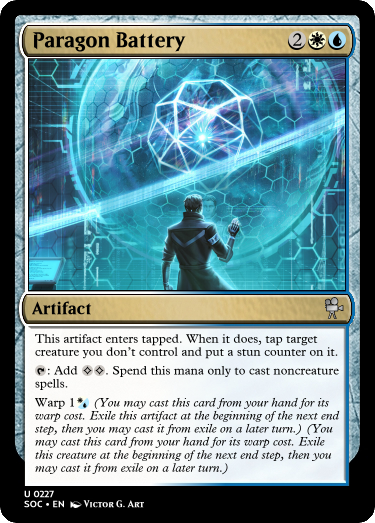 Paragon Battery 2
Artifact
This artifact enters tapped. When it does, tap target
creature you don't control and put a stun counter on it.
: Add . Spend this mana only to cast noncreature
spells.
Warp 1 (You may cast this card from your hand for its
warp cost. Exile this artifact at the beginning of the next end
step, then you may cast it from exile on a later turn.) (You
may cast this card from your hand for its warp cost. Exile
this creature at the beginning of the next end step, then you
may cast it from exile on a later turn.)
U 0227
SOC • EN Victor G. Art